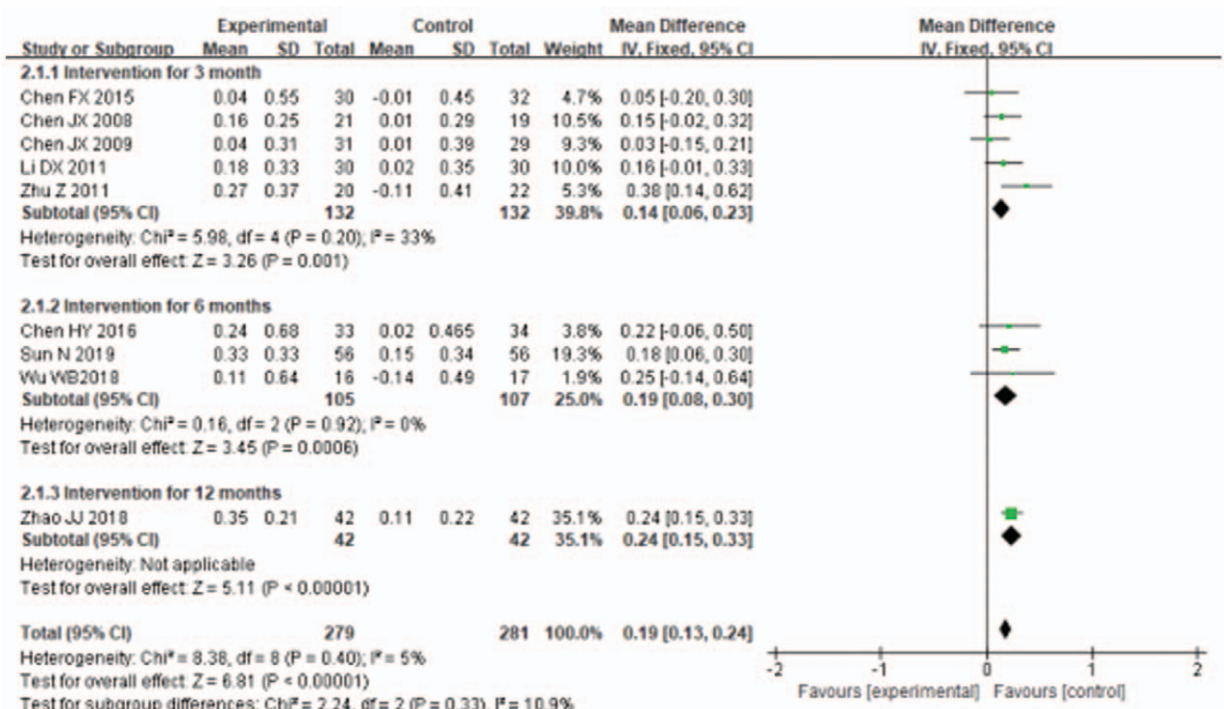 Experimental Control Mean Difference Mean Difference
Study or Subgroup Mean SD Total Mean SD Total Weight IV, Fixed, 95% CI IV, Fixed, 95% CI
2.1.1 Intervention for 3 month
Chen FX 2015 0.04 0.55 30 -0.01 0.45 32 4.7% 0.05 [-0.20, 0.30]
Chen JX 2008 0.16 0.25 21 0.01 0.29 19 10.5% 0.15 [-0.02, 0.32]
Chen JX 2009 0.04 0.31 31 0.01 0.39 29 9.3% 0.03 [-0.15, 0.21]
Li DX 2011 0.18 0.33 30 0.02 0.35 30 10.0% 0.16 [-0.01, 0.33]
Zhu Z 2011 0.27 0.37 20 -0.11 0.41 22 5.3% 0.38 [0.14, 0.62]
Subtotal (95% CI) 132 132 39.8% 0.14 [0.06, 0.23]
Heterogeneity: Chi² = 5.98, df = 4 (P = 0.20); I² = 33%
Test for overall effect: Z = 3.26 (P = 0.001)
2.1.2 Intervention for 6 months
Chen HY 2016 0.24 0.68 33 0.02 0.465 34 3.8% 0.22 [-0.06, 0.50]
Sun N 2019 0.33 0.33 56 0.15 0.34 56 19.3% 0.18 [0.06, 0.30]
Wu WB2018 0.11 0.64 16 -0.14 0.49 17 1.9% 0.25 [-0.14, 0.64]
Subtotal (95% CI) 105 107 25.0% 0.19 [0.08, 0.30]
Heterogeneity: Chi² = 0.16, df = 2 (P = 0.92); I² = 0%
Test for overall effect: Z = 3.45 (P = 0.0006)
2.1.3 Intervention for 12 months
Zhao JJ 2018 0.35 0.21 42 0.11 0.22 42 35.1% 0.24 [0.15, 0.33]
Subtotal (95% CI) 42 42 35.1% 0.24 [0.15, 0.33]
Heterogeneity: Not applicable
Test for overall effect: Z = 5.11 (P < 0.00001)
Total (95% CI) 279 281 100.0% 0.19 [0.13, 0.24]
Heterogeneity: Chi² = 8.38, df = 8 (P = 0.40); I² = 5%
Test for overall effect: Z = 6.81 (P < 0.00001)
Test for subgroup differences: Chi² = 2.24, df = 2 (P = 0.33), I² = 10.9%
-2 -1 0 1 2
Favours [experimental] Favours [control]